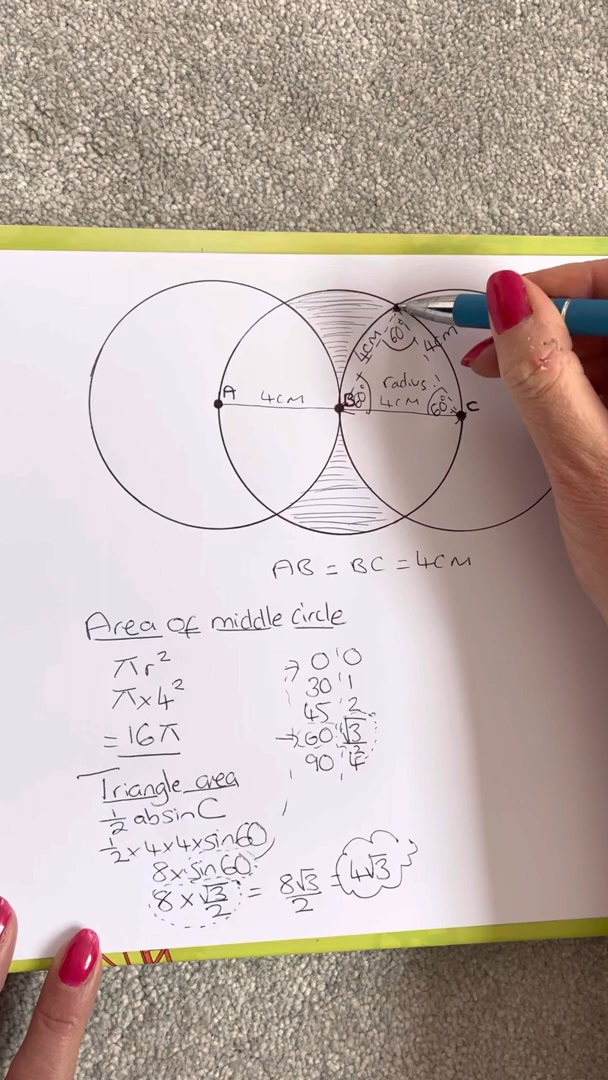 A
4cm
B
60°
4cm
60°
4cm
radius
4cm
60°
C
AB = BC = 4cm
Area of middle circle
πr²
π×4²
= 16π
→ 0 | 0
30 | 1
45 | 2
→ 60 | √3/2
90 | 4
Triangle area
½ absinC
½×4×4×sin60
8×sin60
8 × √3/2 = 8√3/2 = 4√3